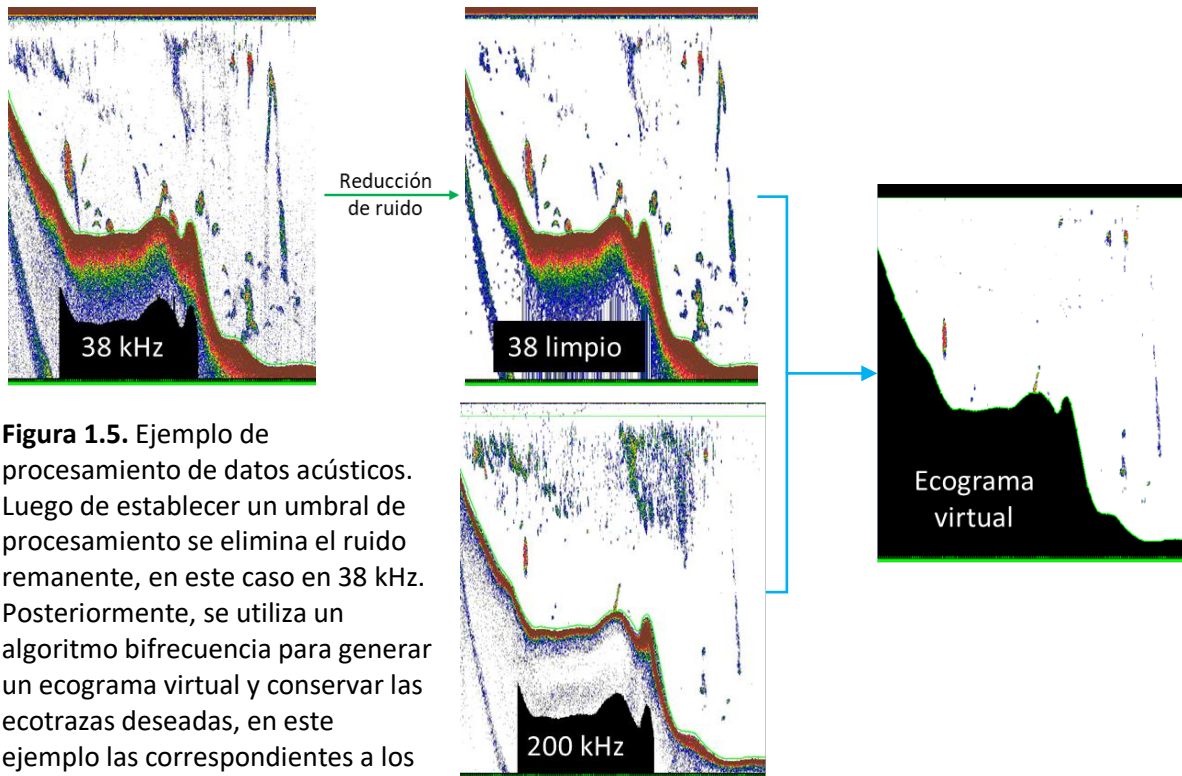 38 kHz
Reducción
de ruido
38 limpio
Figura 1.5. Ejemplo de
procesamiento de datos acústicos.
Luego de establecer un umbral de
procesamiento se elimina el ruido
remanente, en este caso en 38 kHz.
Posteriormente, se utiliza un
algoritmo bifrecuencia para generar
un ecograma virtual y conservar las
ecotrazas deseadas, en este
ejemplo las correspondientes a los
200 kHz
Ecograma
virtual